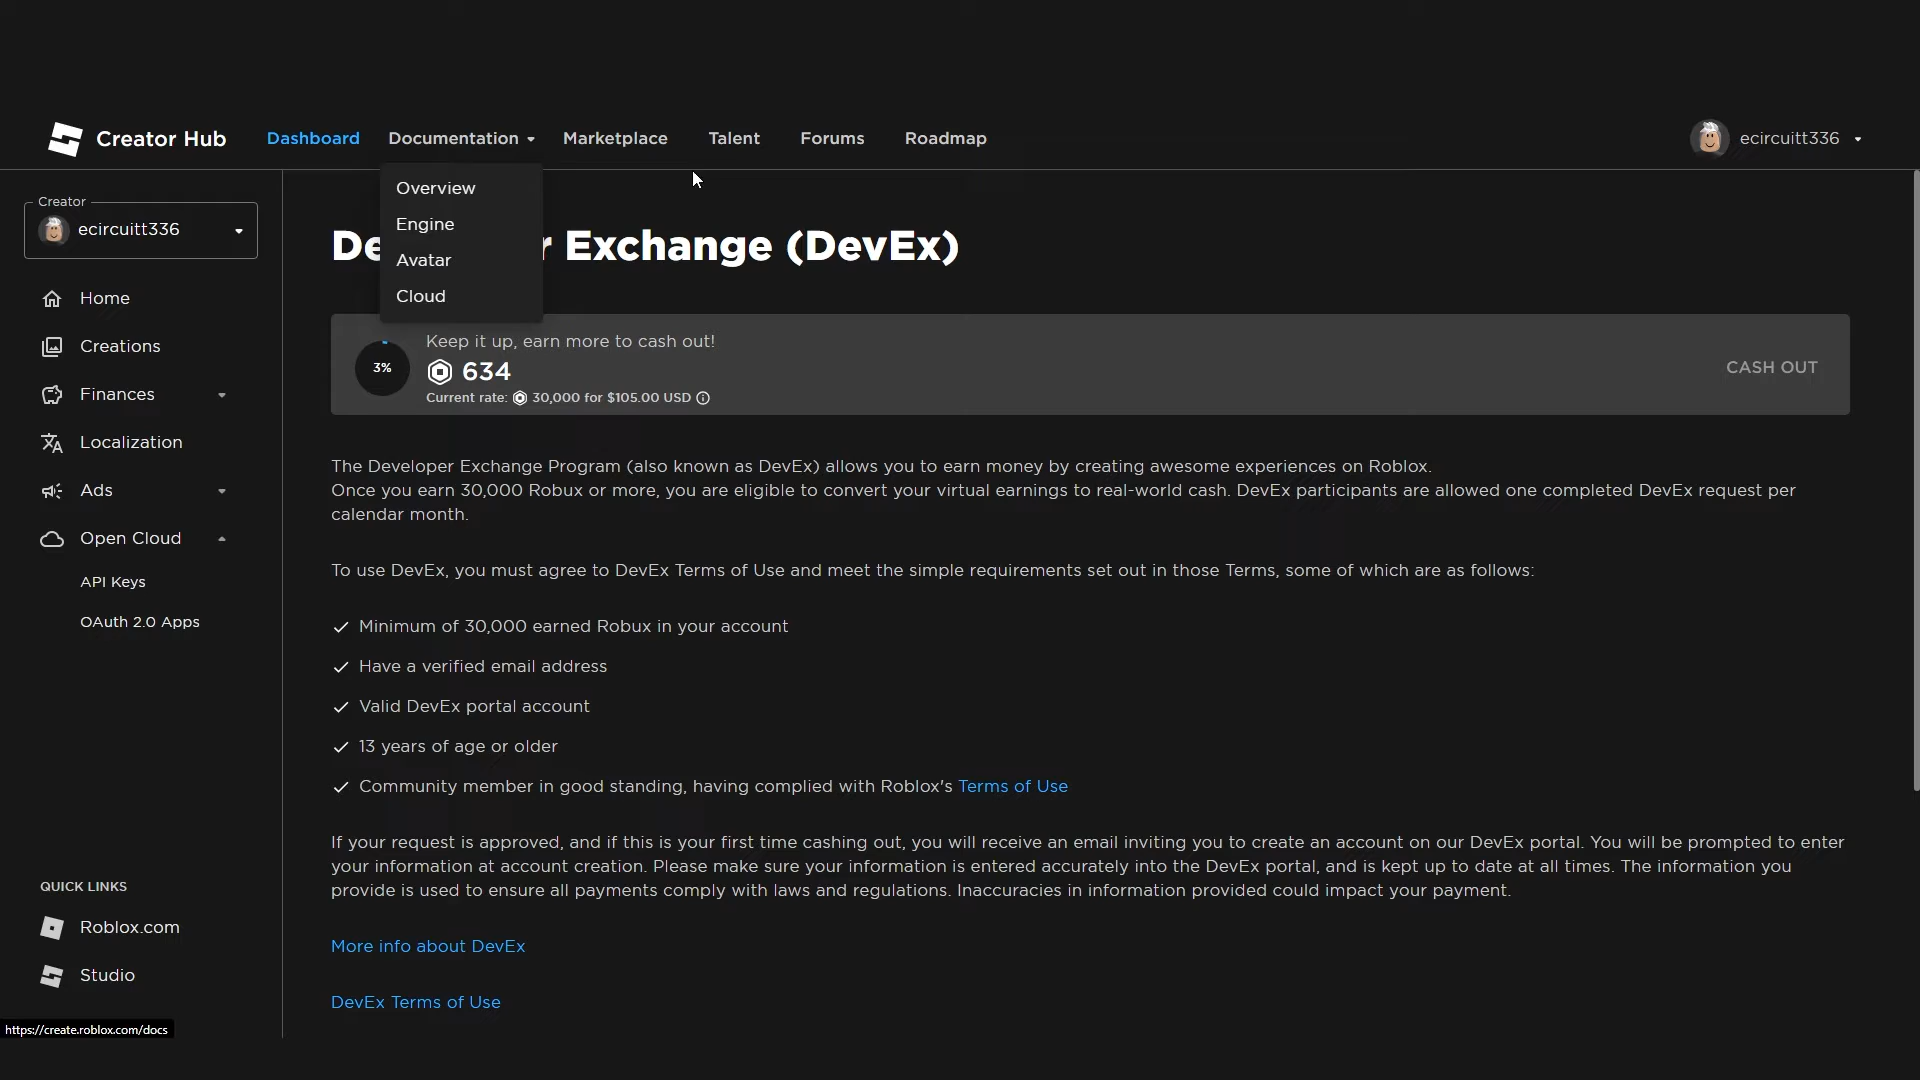 Creator Hub
Dashboard
Documentation
Marketplace
Talent
Forums
Roadmap
ecircuitt336
Creator
ecircuitt336
Home
Creations
Finances
Localization
Ads
Open Cloud
API Keys
OAuth 2.0 Apps
QUICK LINKS
Roblox.com
Studio
https://create.roblox.com/docs
Overview
Engine
Avatar
Cloud
De r Exchange (DevEx)
3%
Keep it up, earn more to cash out!
634
Current rate: 30,000 for $105.00 USD
CASH OUT
The Developer Exchange Program (also known as DevEx) allows you to earn money by creating awesome experiences on Roblox.
Once you earn 30,000 Robux or more, you are eligible to convert your virtual earnings to real-world cash. DevEx participants are allowed one completed DevEx request per
calendar month.
To use DevEx, you must agree to DevEx Terms of Use and meet the simple requirements set out in those Terms, some of which are as follows:
Minimum of 30,000 earned Robux in your account
Have a verified email address
Valid DevEx portal account
13 years of age or older
Community member in good standing, having complied with Roblox's Terms of Use
If your request is approved, and if this is your first time cashing out, you will receive an email inviting you to create an account on our DevEx portal. You will be prompted to enter
your information at account creation. Please make sure your information is entered accurately into the DevEx portal, and is kept up to date at all times. The information you
provide is used to ensure all payments comply with laws and regulations. Inaccuracies in information provided could impact your payment.
More info about DevEx
DevEx Terms of Use